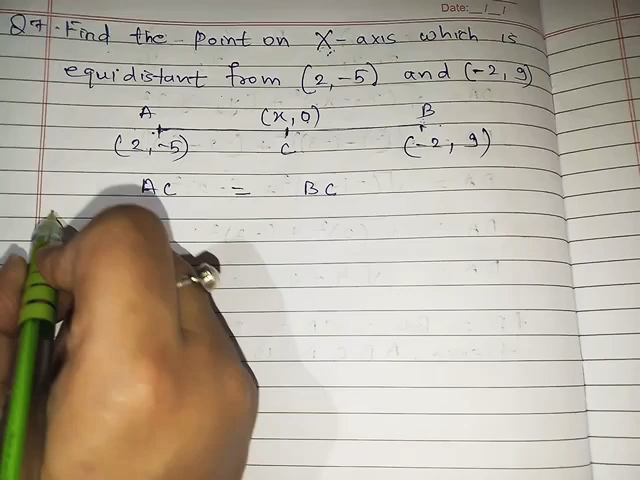 Date: _/_/
Q7. Find the point on X-axis which is
equidistant from (2, -5) and (-2, 9)
A (x, 0) B
(2, -5) C (-2, 9)
AC = BC